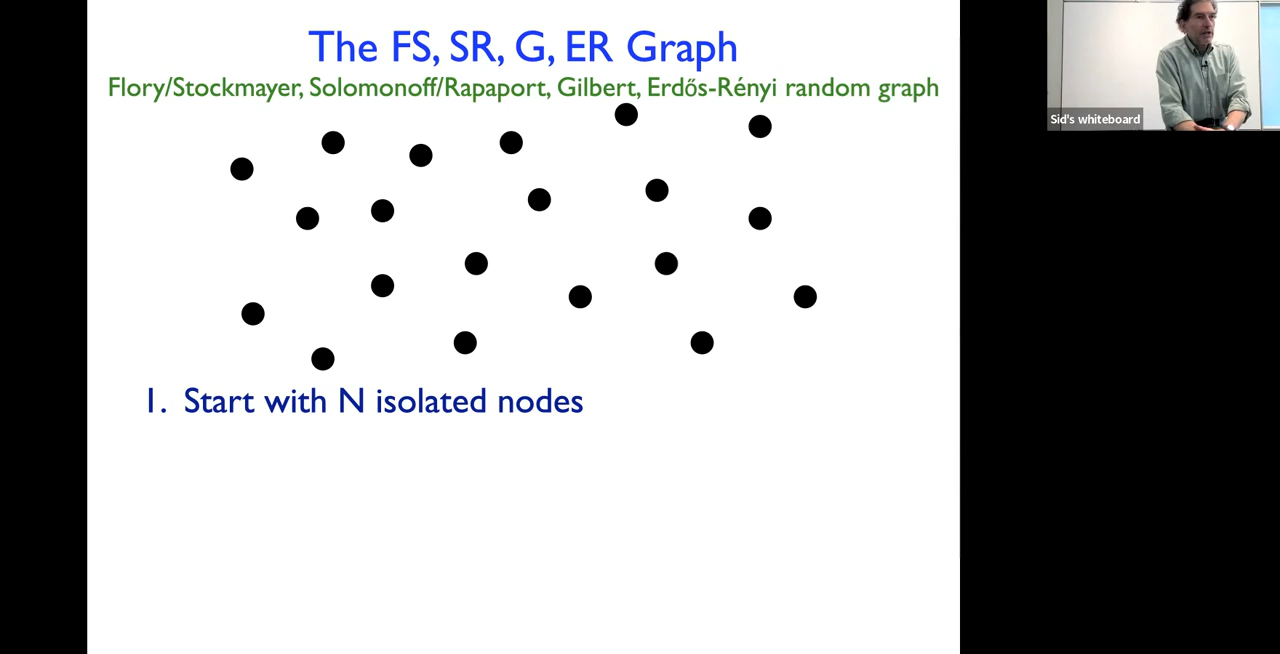 The FS, SR, G, ER Graph
Flory/Stockmayer, Solomonoff/Rapaport, Gilbert, Erdős-Rényi random graph
1. Start with N isolated nodes
Sid's whiteboard